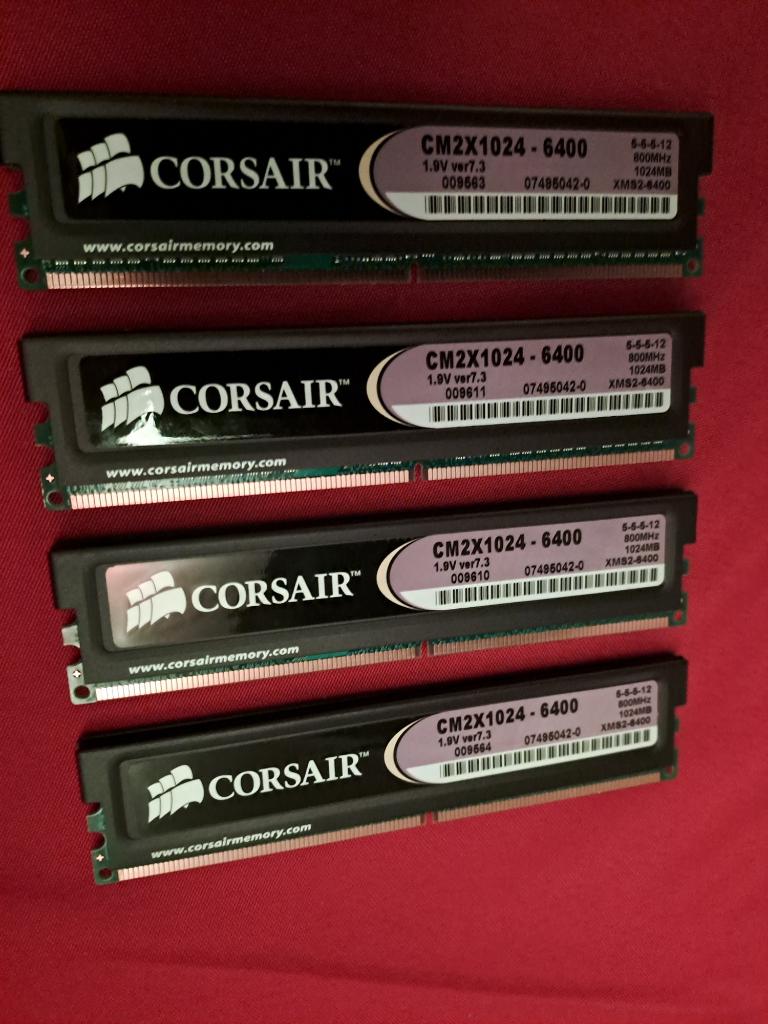 CORSAIR™
CM2X1024 - 6400
5-5-5-12
1.9V ver7.3
800MHz
1024MB
009563 07495042-0 XMS2-6400
www.corsairmemory.com
CORSAIR™
CM2X1024 - 6400
5-5-5-12
1.9V ver7.3
800MHz
1024MB
009611 07495042-0 XMS2-6400
www.corsairmemory.com
CORSAIR™
CM2X1024 - 6400
5-5-5-12
1.9V ver7.3
800MHz
1024MB
009610 07495042-0 XMS2-6400
www.corsairmemory.com
CORSAIR™
CM2X1024 - 6400
5-5-5-12
1.9V ver7.3
800MHz
1024MB
009564 07495042-0 XMS2-6400
www.corsairmemory.com